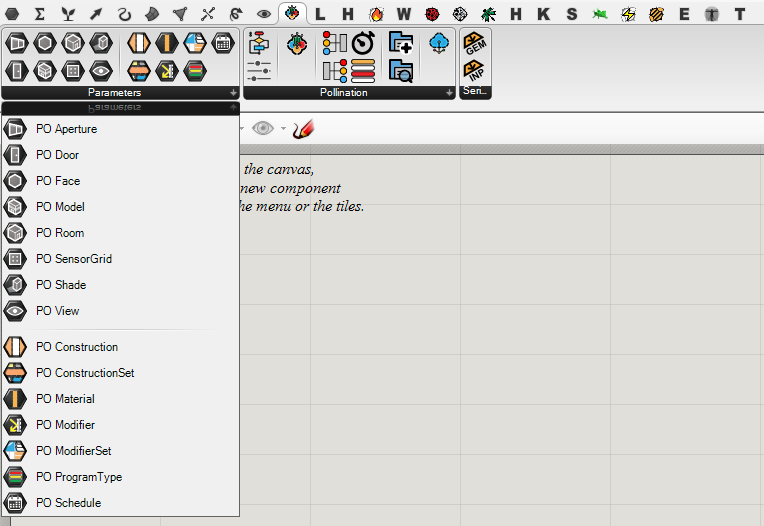 Σ L H W H K S E T T
GEM
INP
Parameters Pollination Seri..
Parameters
PO Aperture
PO Door
PO Face
PO Model
PO Room
PO SensorGrid
PO Shade
PO View
PO Construction
PO ConstructionSet
PO Material
PO Modifier
PO ModifierSet
PO ProgramType
PO Schedule
the canvas,
new component
he menu or the tiles.